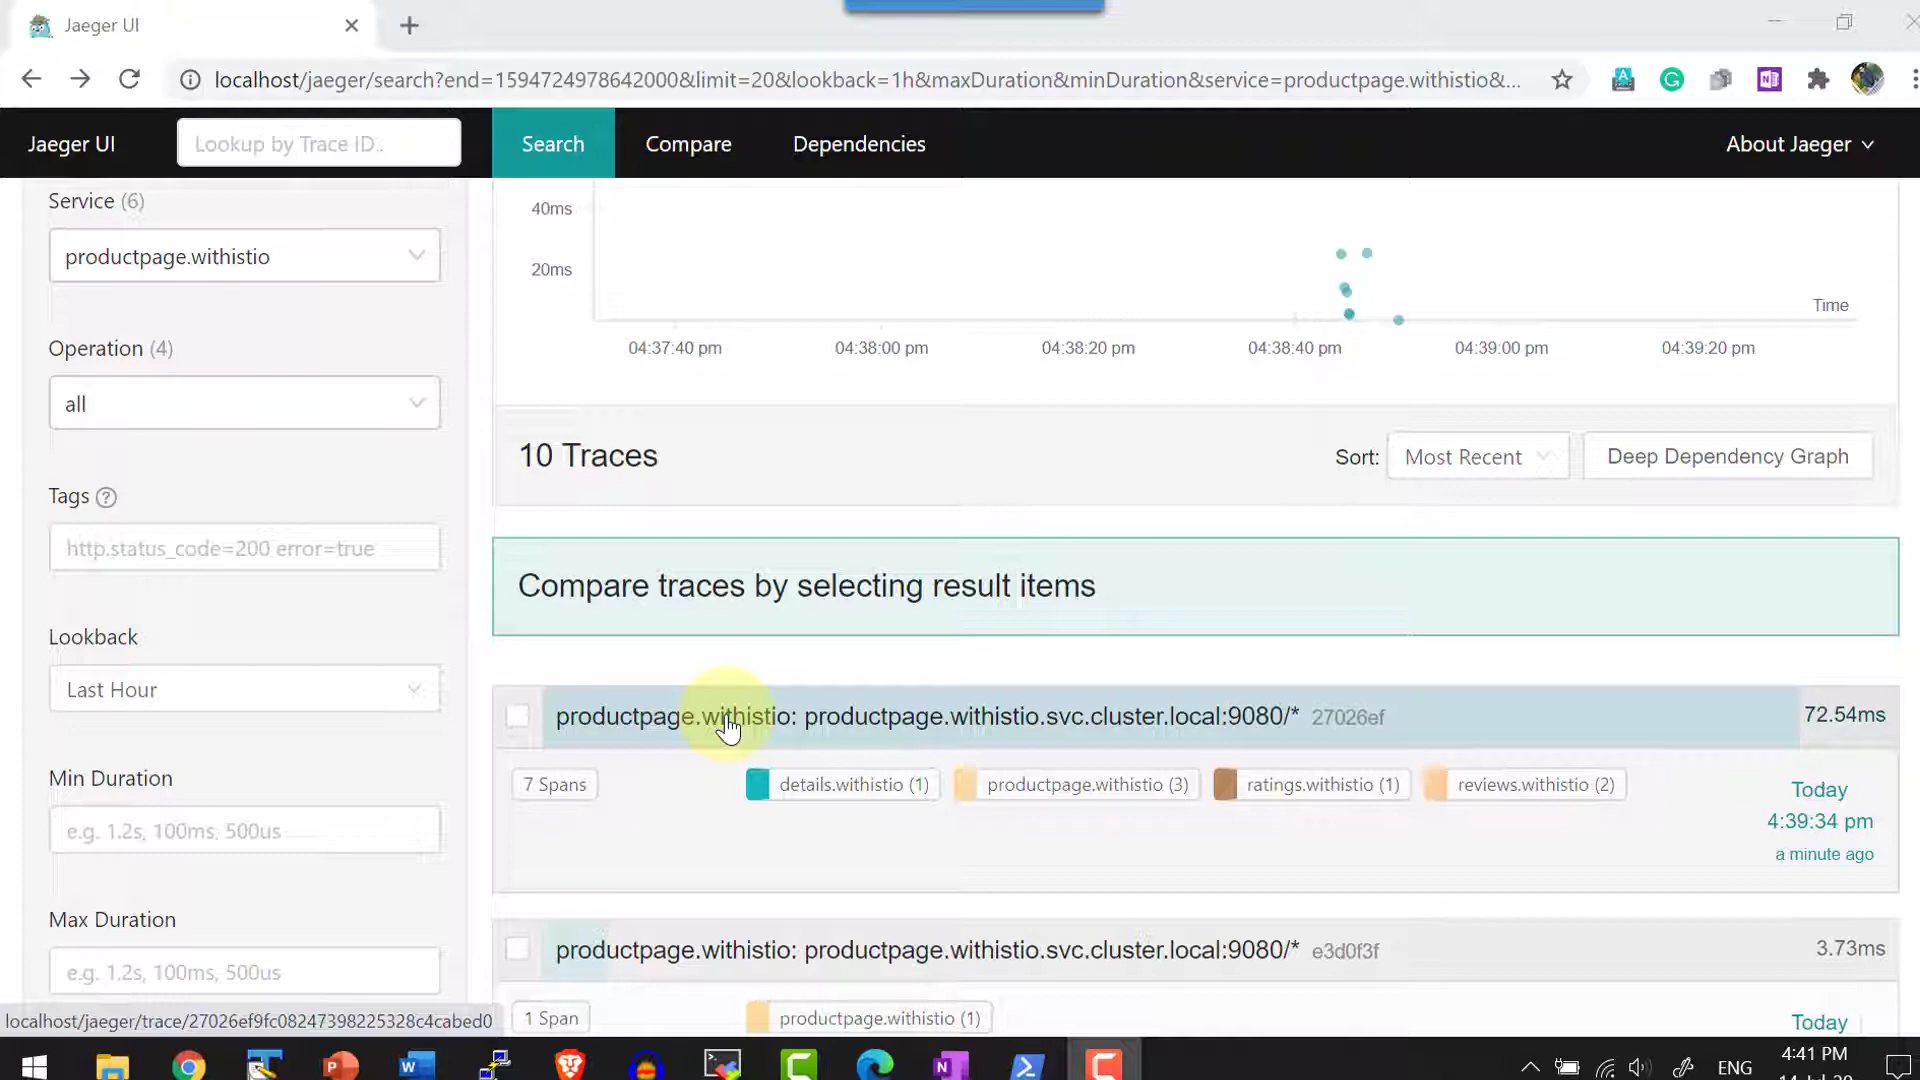 Jaeger UI
localhost/jaeger/search?end=1594724978642000&limit=20&lookback=1h&maxDuration&minDuration&service=productpage.withistio&...
Jaeger UI
Lookup by Trace ID..
Search
Compare
Dependencies
About Jaeger
Service (6)
productpage.withistio
Operation (4)
all
Tags
http.status_code=200 error=true
Lookback
Last Hour
Min Duration
e.g. 1.2s, 100ms, 500us
Max Duration
e.g. 1.2s, 100ms, 500us
40ms
20ms
Time
04:37:40 pm
04:38:00 pm
04:38:20 pm
04:38:40 pm
04:39:00 pm
04:39:20 pm
10 Traces
Sort: Most Recent
Deep Dependency Graph
Compare traces by selecting result items
productpage.withistio: productpage.withistio.svc.cluster.local:9080/* 27026ef
72.54ms
7 Spans
details.withistio (1)
productpage.withistio (3)
ratings.withistio (1)
reviews.withistio (2)
Today
4:39:34 pm
a minute ago
productpage.withistio: productpage.withistio.svc.cluster.local:9080/* e3d0f3f
3.73ms
1 Span
productpage.withistio (1)
Today
localhost/jaeger/trace/27026ef9fc08247398225328c4cabed0
ENG
4:41 PM